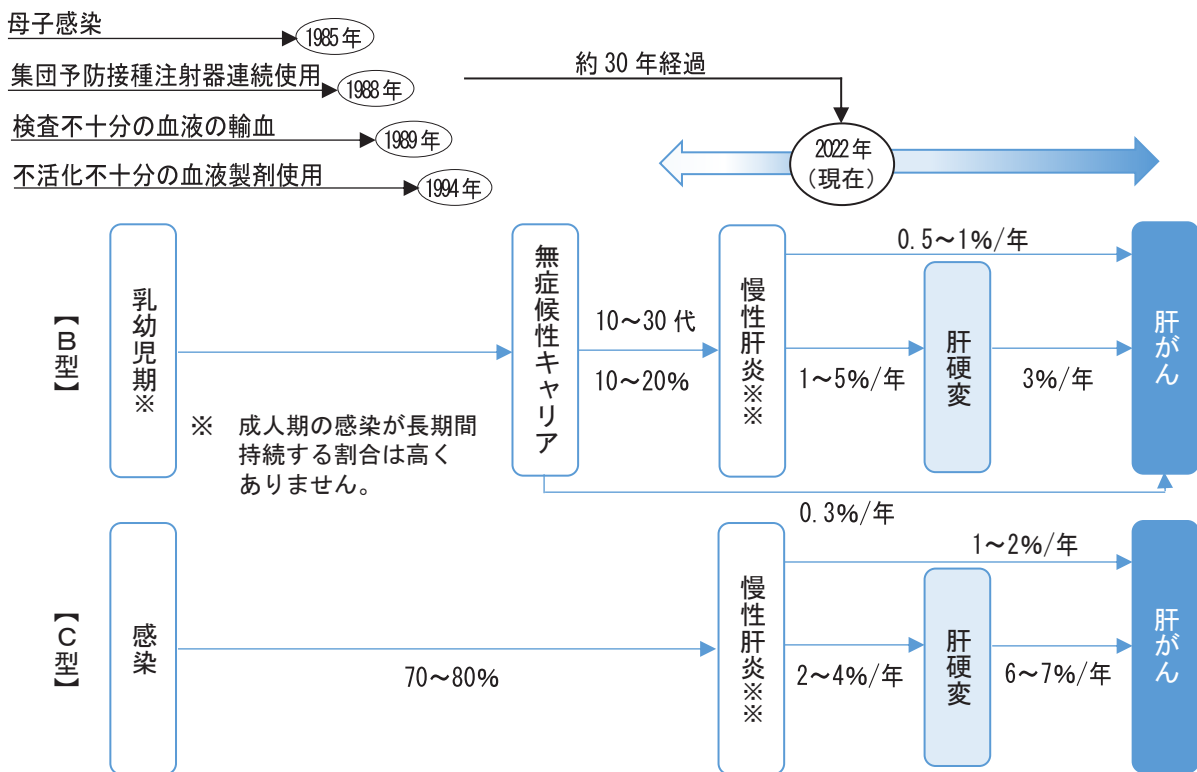 母子感染
1985年
集団予防接種注射器連続使用
1988年
検査不十分の血液の輸血
1989年
不活化不十分の血液製剤使用
1994年
約30年経過
2022年
(現在)
【B型】
乳幼児期※
※ 成人期の感染が長期間
持続する割合は高く
ありません。
無症候性キャリア
10~30代
10~20%
慢性肝炎※※
0.5~1%/年
1~5%/年
肝硬変
3%/年
肝がん
0.3%/年
【C型】
感染
70~80%
慢性肝炎※※
1~2%/年
2~4%/年
肝硬変
6~7%/年
肝がん